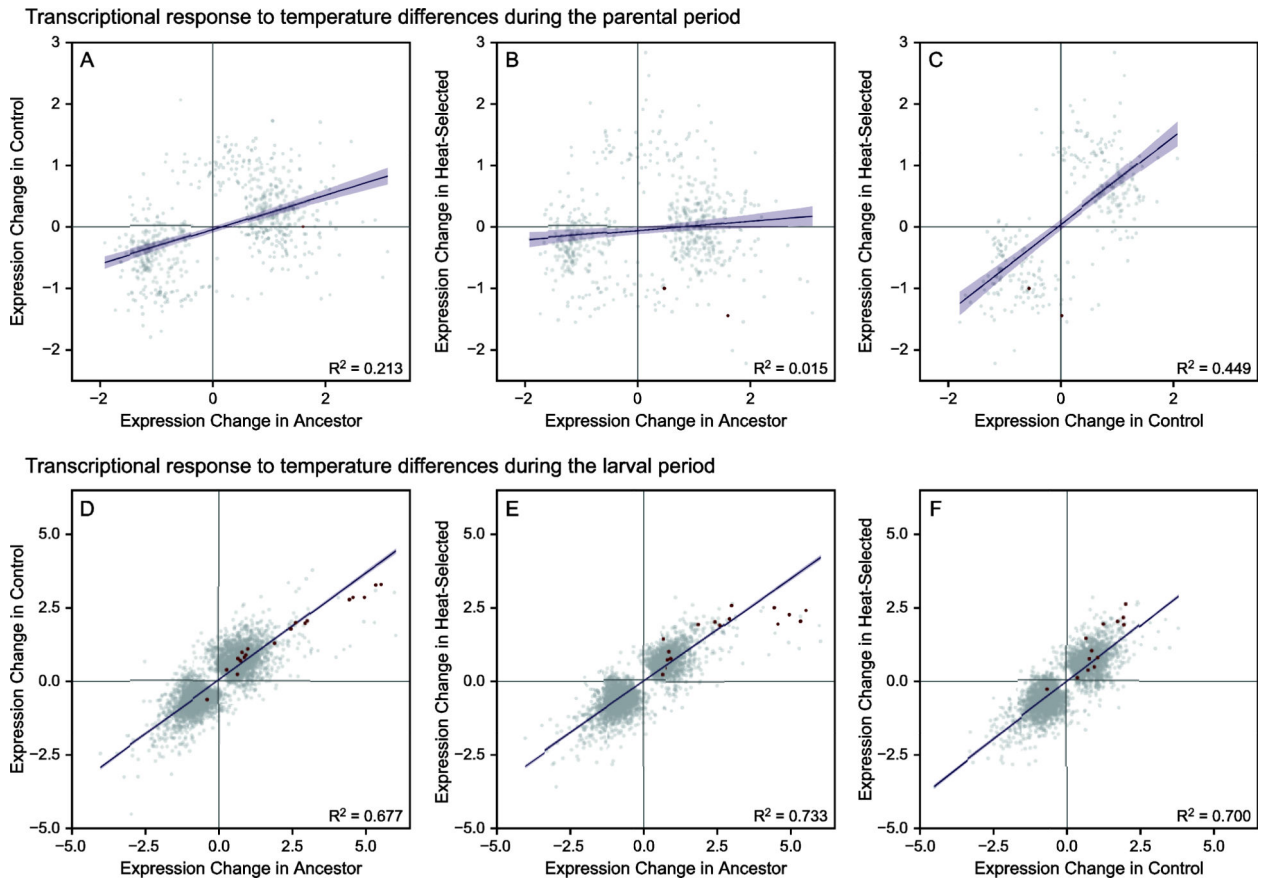 Transcriptional response to temperature differences during the parental period
A
Expression Change in Control
3
2
1
0
−1
−2
−2
0
2
Expression Change in Ancestor
R² = 0.213
B
Expression Change in Heat-Selected
3
2
1
0
−1
−2
−2
0
2
Expression Change in Ancestor
R² = 0.015
C
Expression Change in Heat-Selected
3
2
1
0
−1
−2
−2
0
2
Expression Change in Control
R² = 0.449
Transcriptional response to temperature differences during the larval period
D
Expression Change in Control
5.0
2.5
0.0
−2.5
−5.0
−5.0
−2.5
0.0
2.5
5.0
Expression Change in Ancestor
R² = 0.677
E
Expression Change in Heat-Selected
5.0
2.5
0.0
−2.5
−5.0
−5.0
−2.5
0.0
2.5
5.0
Expression Change in Ancestor
R² = 0.733
F
Expression Change in Heat-Selected
5.0
2.5
0.0
−2.5
−5.0
−5.0
−2.5
0.0
2.5
5.0
Expression Change in Control
R² = 0.700